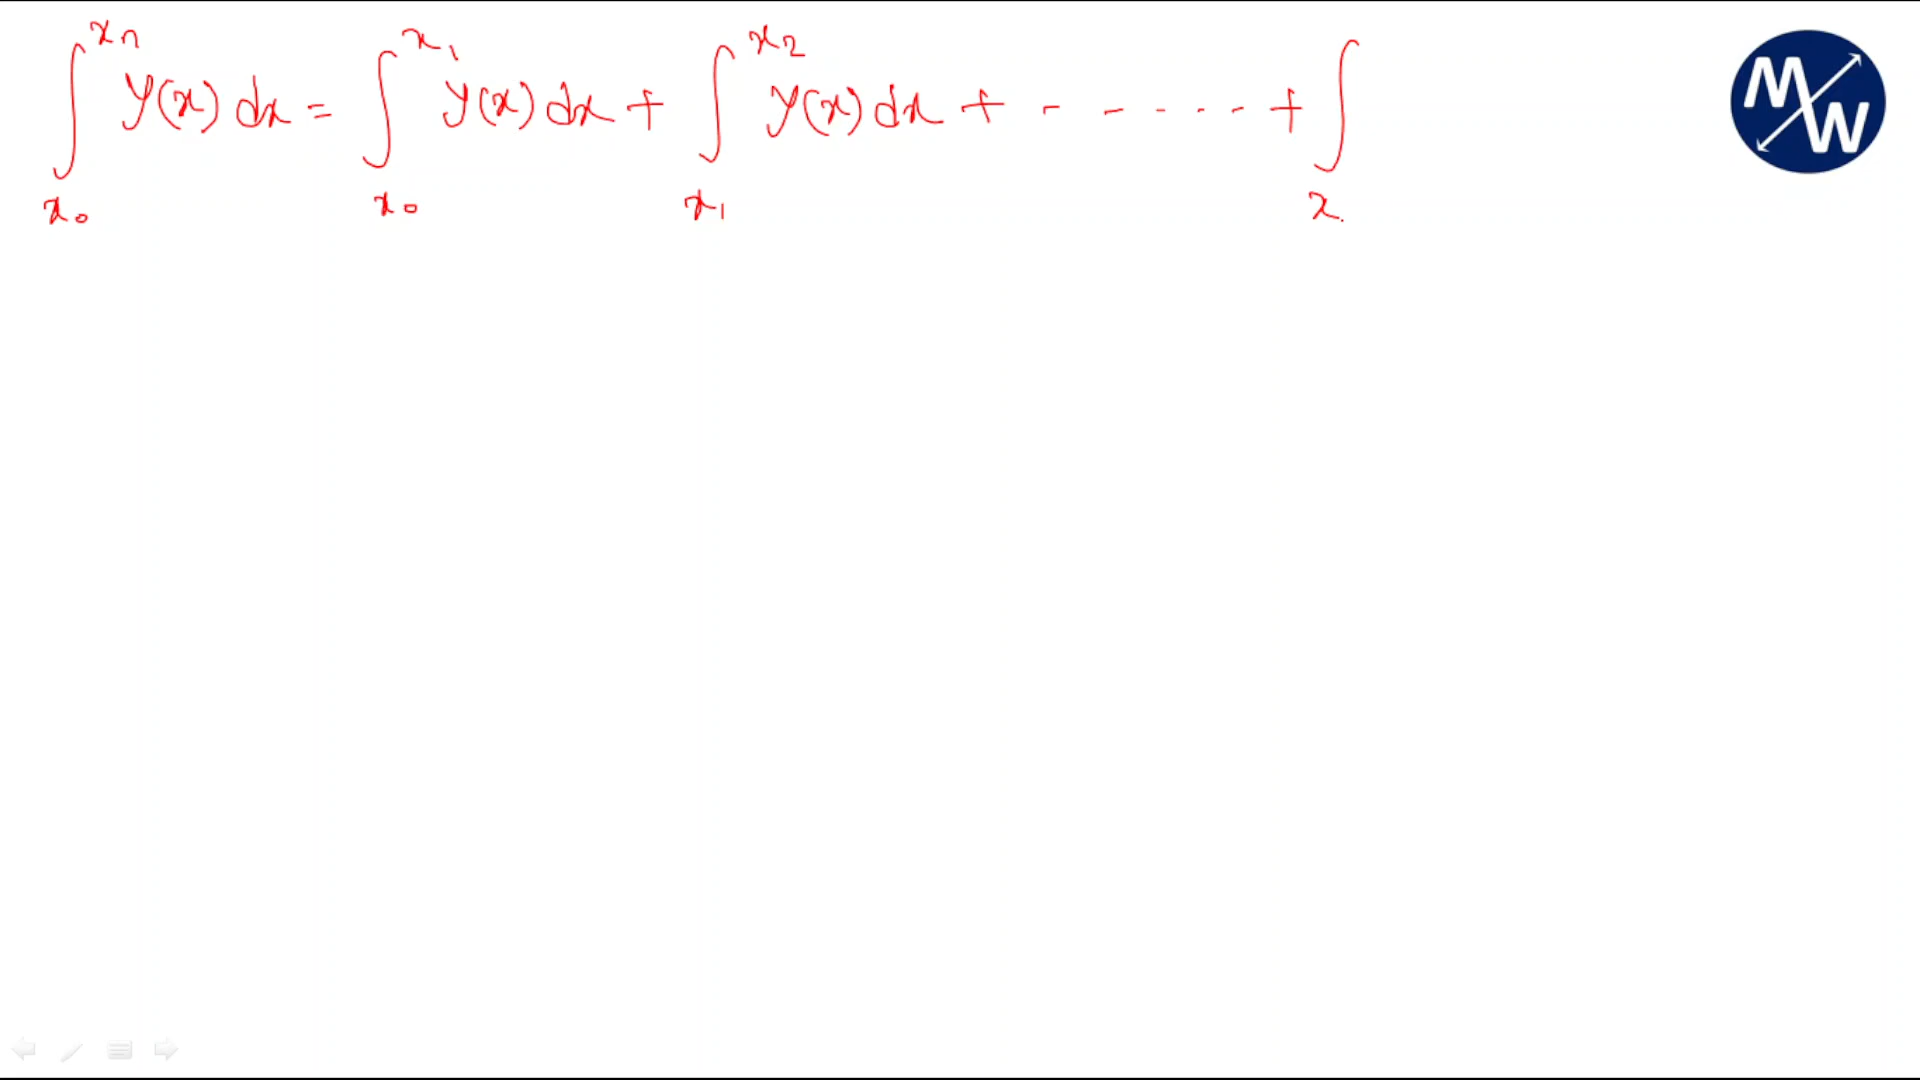 ∫_{x₀}^{xₙ} y(x) dx = ∫_{x₀}^{x₁} y(x) dx + ∫_{x₁}^{x₂} y(x) dx + - - - - - + ∫_{x.}
MW